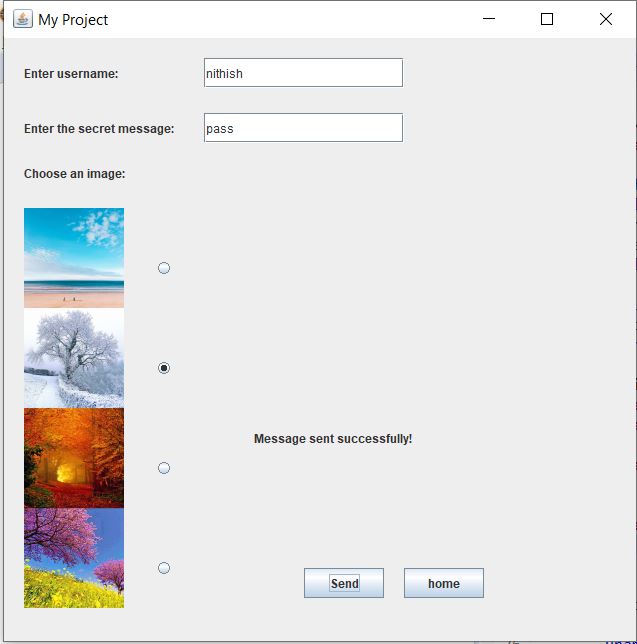 My Project
Enter username:
nithish
Enter the secret message:
pass
Choose an image:
Message sent successfully!
Send
home